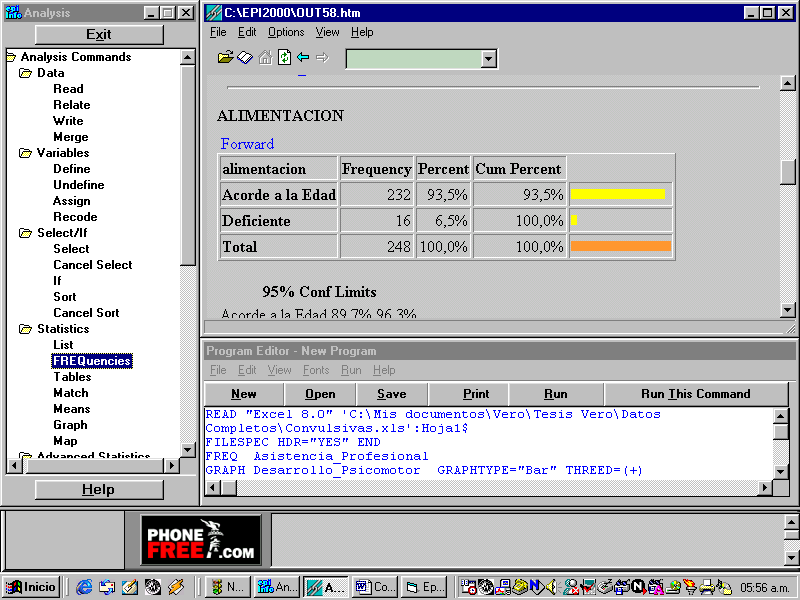 Analysis
Exit
Analysis Commands
Data
Read
Relate
Write
Merge
Variables
Define
Undefine
Assign
Recode
Select/If
Select
Cancel Select
If
Sort
Cancel Sort
Statistics
List
FREQuencies
Tables
Match
Means
Graph
Map
Advanced Statistics
Help
C:\EPI2000\OUT58.htm
File Edit Options View Help
ALIMENTACION
Forward
alimentacion Frequency Percent Cum Percent
Acorde a la Edad 232 93,5% 93,5%
Deficiente 16 6,5% 100,0%
Total 248 100,0% 100,0%
95% Conf Limits
Acorde a la Edad 89,7% 96,3%
Program Editor - New Program
File Edit View Fonts Run Help
New Open Save Print Run Run This Command
READ "Excel 8.0" 'C:\Mis documentos\Vero\Tesis Vero\Datos
Completos\Convulsivas.xls':Hoja1$
FILESPEC HDR="YES" END
FREQ Asistencia_Profesional
GRAPH Desarrollo_Psicomotor GRAPHTYPE="Bar" THREED=(+)
PHONE
FREE.COM
Inicio N... An... A... Co... Ep... 05:56 a.m.